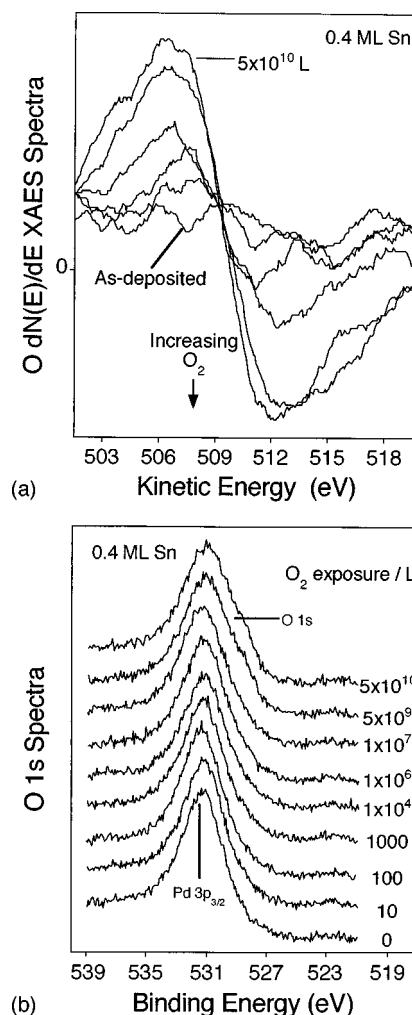 0.4 ML Sn
5x10¹⁰ L
O dN(E)/dE XAES Spectra
0
As-deposited
Increasing
O₂
503 506 509 512 515 518
(a)
Kinetic Energy (eV)
0.4 ML Sn
O₂ exposure / L
O 1s
O 1s Spectra
5x10¹⁰
5x10⁹
1x10⁷
1x10⁶
1x10⁴
1000
100
Pd 3p₃/₂
10
0
539 535 531 527 523 519
(b)
Binding Energy (eV)